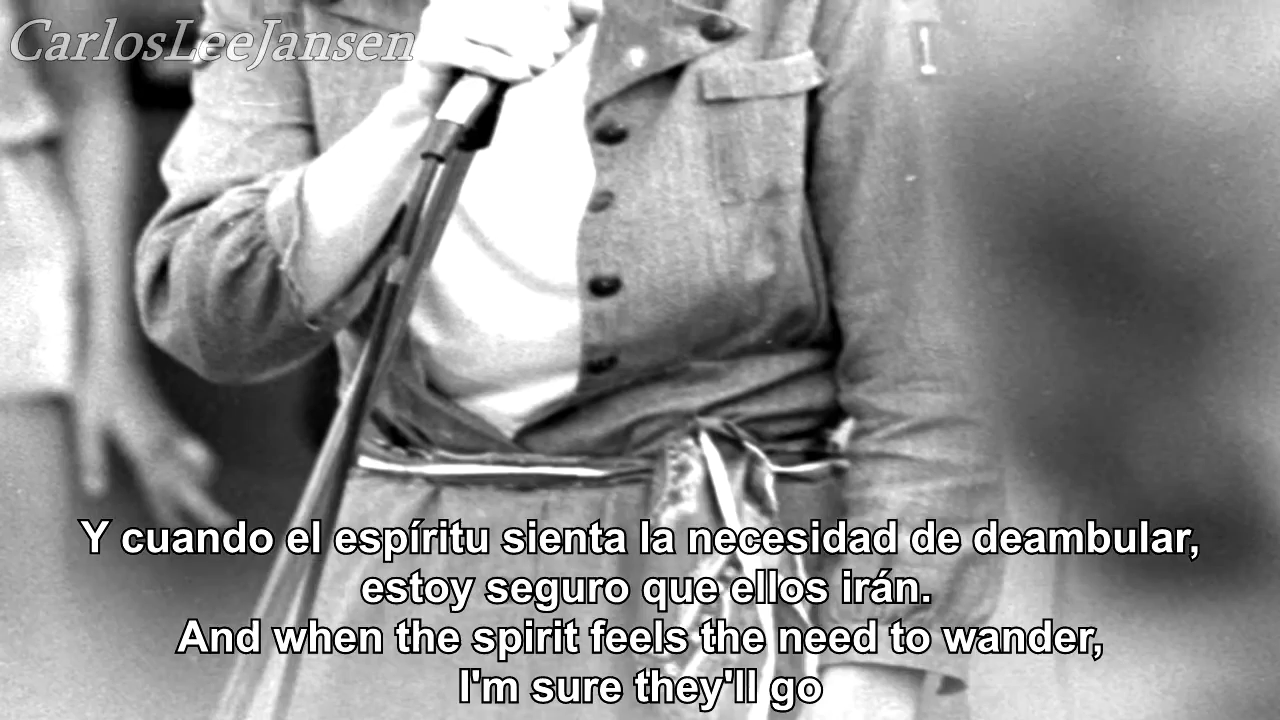 CarlosLeeJansen
Y cuando el espíritu sienta la necesidad de deambular,
estoy seguro que ellos irán.
And when the spirit feels the need to wander,
I'm sure they'll go